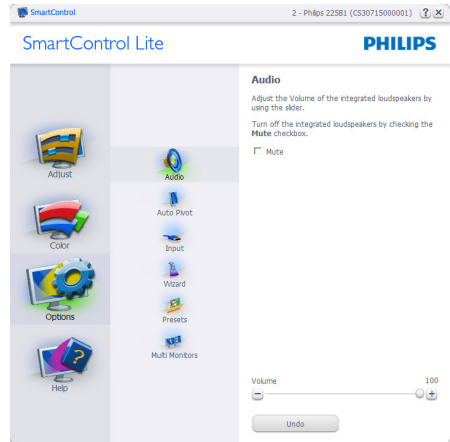 SmartControl
2 - Philips 225B1 (CS30715000001)
?
SmartControl Lite
PHILIPS
Adjust
Color
Options
Help
Audio
Auto Pivot
Input
Wizard
Presets
Multi Monitors
Audio
Adjust the Volume of the integrated loudspeakers by
using the slider.
Turn off the integrated loudspeakers by checking the
Mute checkbox.
Mute
Volume
100
Undo